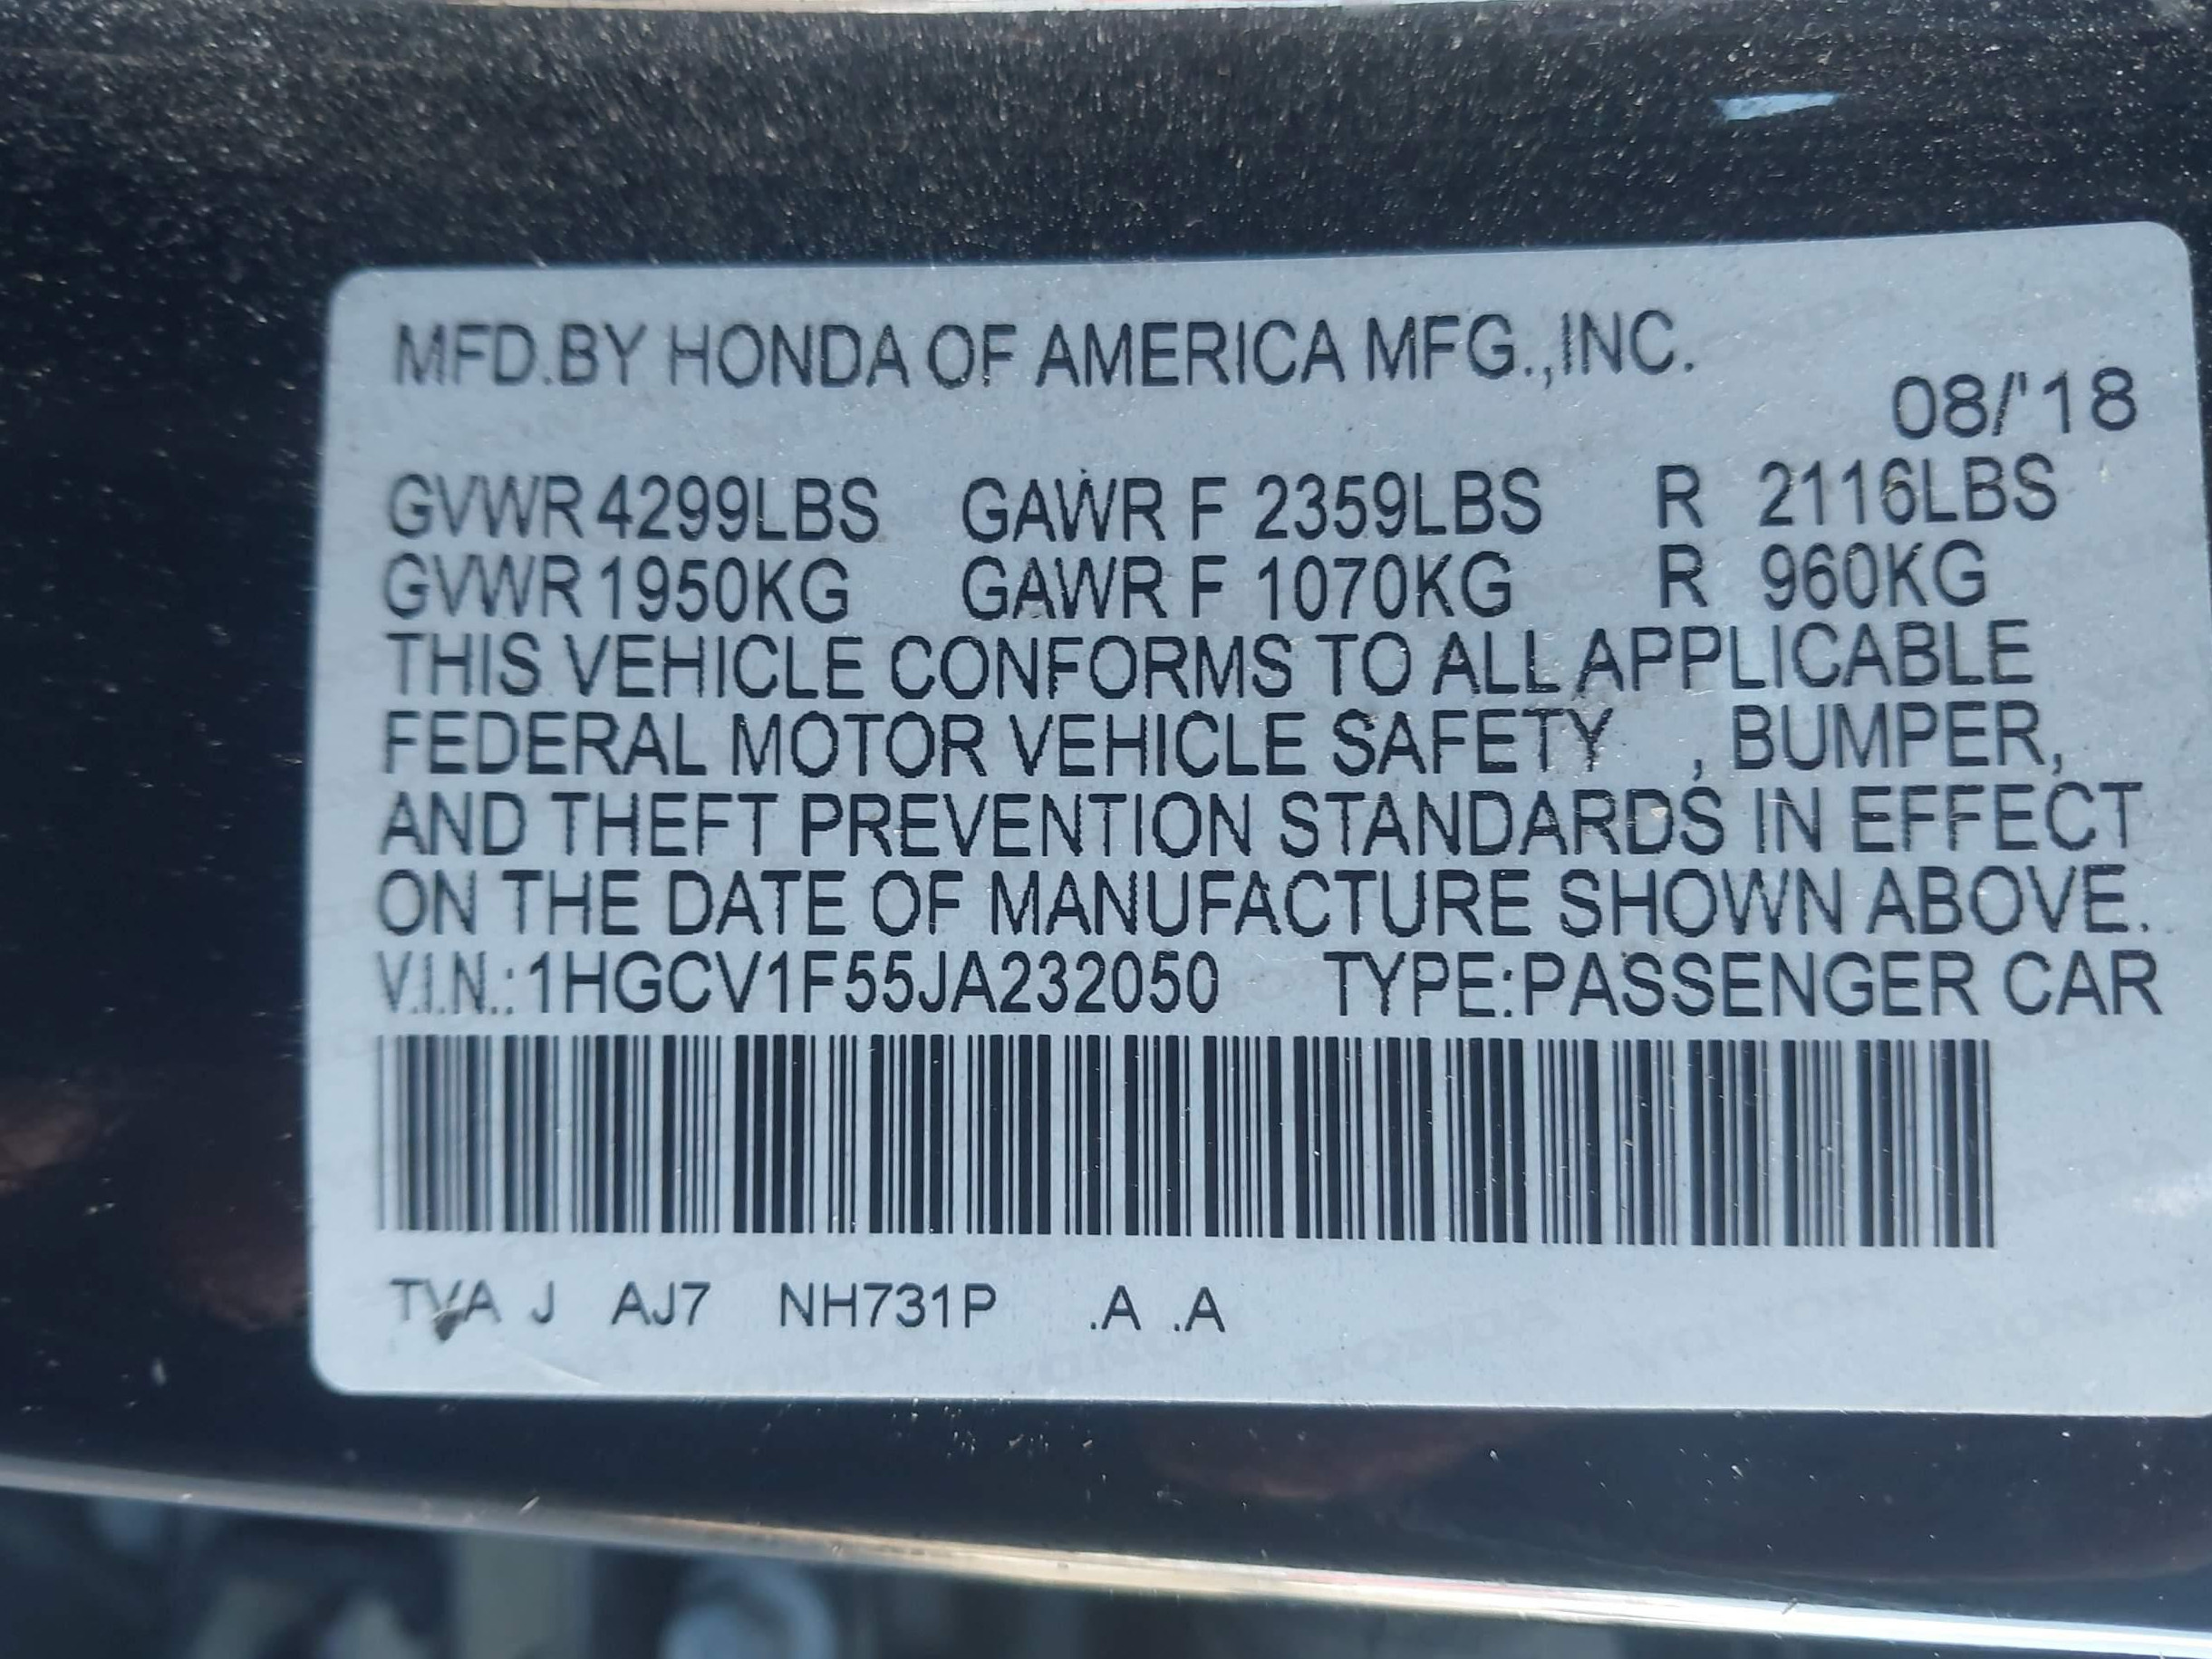 MFD.BY HONDA OF AMERICA MFG.,INC.
08/'18
GVWR 4299LBS GAWR F 2359LBS R 2116LBS
GVWR 1950KG GAWR F 1070KG R 960KG
THIS VEHICLE CONFORMS TO ALL APPLICABLE
FEDERAL MOTOR VEHICLE SAFETY , BUMPER,
AND THEFT PREVENTION STANDARDS IN EFFECT
ON THE DATE OF MANUFACTURE SHOWN ABOVE.
V.I.N.:1HGCV1F55JA232050 TYPE:PASSENGER CAR
TVA J AJ7 NH731P .A .A